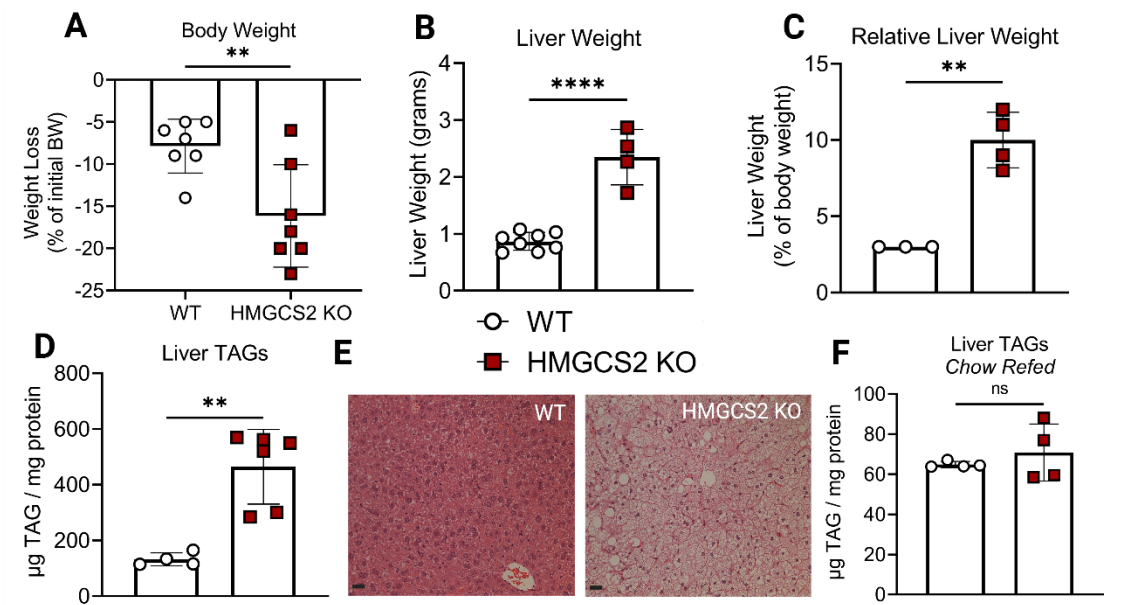 A
Body Weight
**
0
-5
-10
-15
-20
-25
Weight Loss
(% of initial BW)
WT
HMGCS2 KO
B
Liver Weight
****
4
3
2
1
0
Liver Weight (grams)
C
Relative Liver Weight
**
15
10
5
0
Liver Weight
(% of body weight)
WT
HMGCS2 KO
D
Liver TAGs
**
800
600
400
200
0
µg TAG / mg protein
E
WT
HMGCS2 KO
F
Liver TAGs
Chow Refed
ns
100
80
60
40
20
0
µg TAG / mg protein